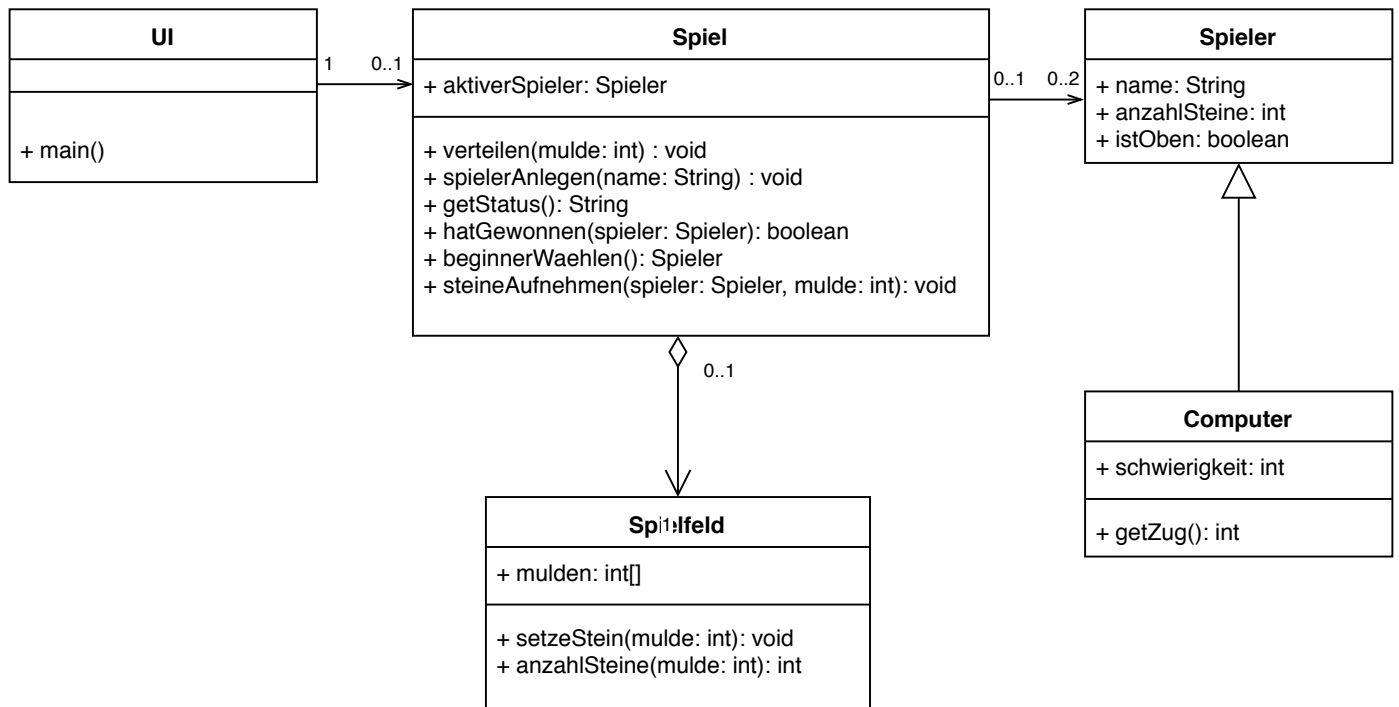 UI
+ main()
1
0..1
Spiel
+ aktiverSpieler: Spieler
+ verteilen(mulde: int) : void
+ spielerAnlegen(name: String) : void
+ getStatus(): String
+ hatGewonnen(spieler: Spieler): boolean
+ beginnerWaehlen(): Spieler
+ steineAufnehmen(spieler: Spieler, mulde: int): void
0..1
0..2
Spieler
+ name: String
+ anzahlSteine: int
+ istOben: boolean
0..1
Computer
+ schwierigkeit: int
+ getZug(): int
1
Spielfeld
+ mulden: int[]
+ setzeStein(mulde: int): void
+ anzahlSteine(mulde: int): int